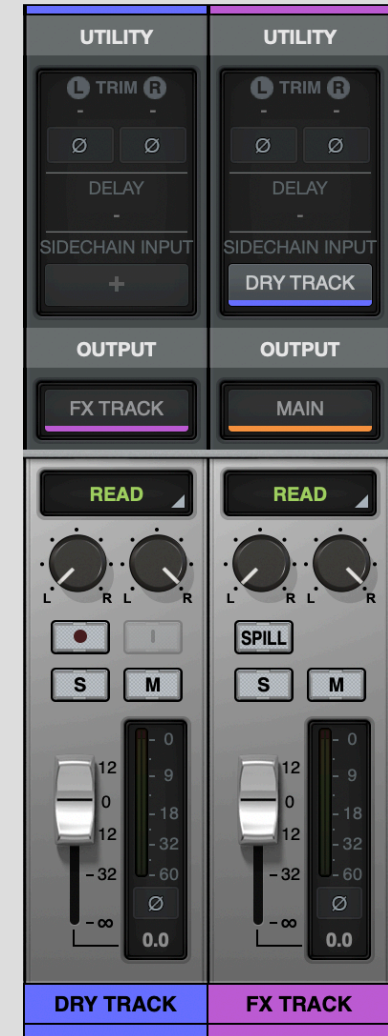 UTILITY UTILITY
L TRIM R L TRIM R
- - - -
Ø Ø Ø Ø
DELAY DELAY
- -
SIDECHAIN INPUT SIDECHAIN INPUT
+ DRY TRACK
OUTPUT OUTPUT
FX TRACK MAIN
READ READ
L R L R L R L R
I SPILL
S M S M
0 0
12 9 12 9
0 18 0 18
12 32 12 32
-32 -60 -32 -60
Ø Ø
-∞ 0.0 -∞ 0.0
DRY TRACK FX TRACK